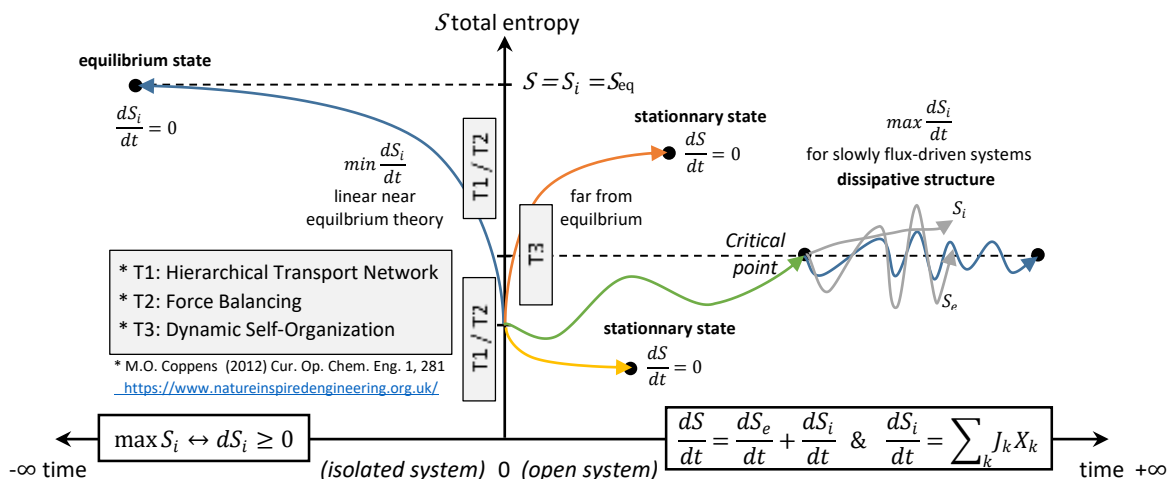 S total entropy
equilibrium state
S = S_i = S_eq
dS_i/dt = 0
min dS_i/dt
linear near
equilbrium theory
T1 / T2
stationnary state
dS/dt = 0
far from
equilbrium
T3
max dS_i/dt
for slowly flux-driven systems
dissipative structure
S_i
S_e
Critical
point
* T1: Hierarchical Transport Network
* T2: Force Balancing
* T3: Dynamic Self-Organization
* M.O. Coppens (2012) Cur. Op. Chem. Eng. 1, 281
https://www.natureinspiredengineering.org.uk/
T1 / T2
stationnary state
dS/dt = 0
max S_i ↔ dS_i ≥ 0
dS/dt = dS_e/dt + dS_i/dt & dS_i/dt = ∑_k J_k X_k
-∞ time
(isolated system) 0 (open system)
time +∞